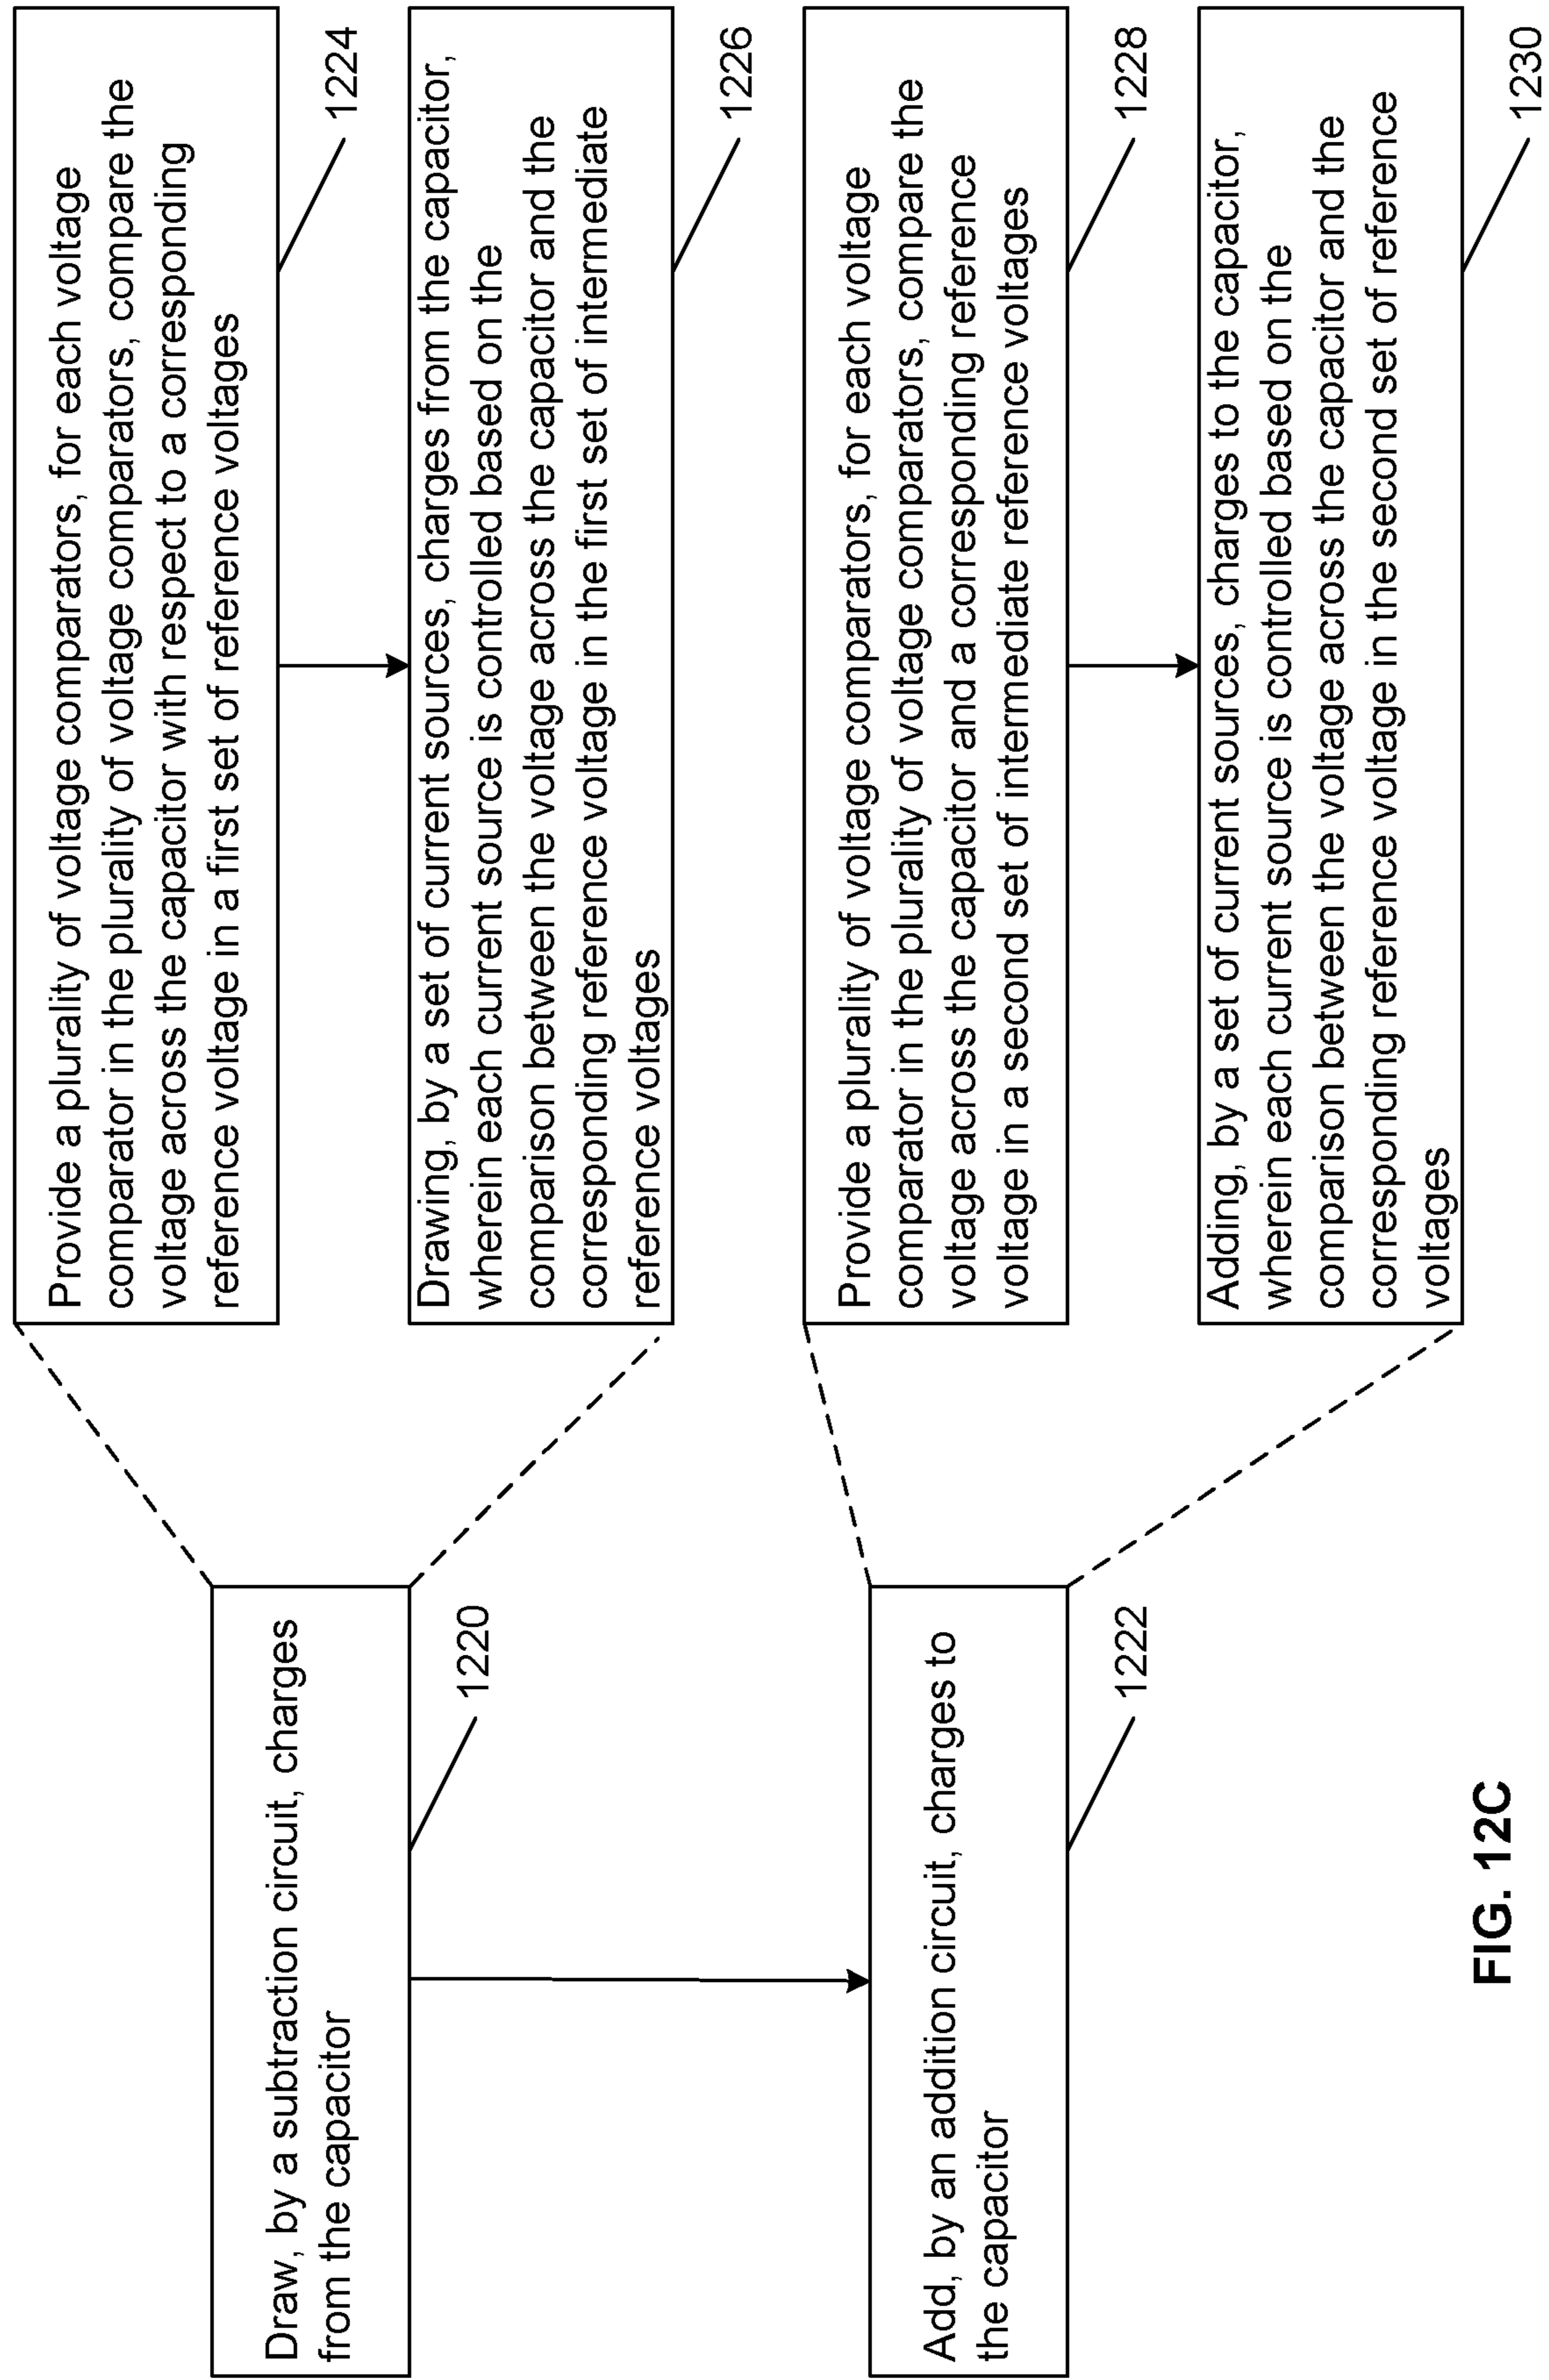 Draw, by a subtraction circuit, charges
from the capacitor
1220
Add, by an addition circuit, charges to
the capacitor
1222
Provide a plurality of voltage comparators, for each voltage
comparator in the plurality of voltage comparators, compare the
voltage across the capacitor with respect to a corresponding
reference voltage in a first set of reference voltages
1224
Drawing, by a set of current sources, charges from the capacitor,
wherein each current source is controlled based on the
comparison between the voltage across the capacitor and the
corresponding reference voltage in the first set of intermediate
reference voltages
1226
Provide a plurality of voltage comparators, for each voltage
comparator in the plurality of voltage comparators, compare the
voltage across the capacitor and a corresponding reference
voltage in a second set of intermediate reference voltages
1228
Adding, by a set of current sources, charges to the capacitor,
wherein each current source is controlled based on the
comparison between the voltage across the capacitor and the
corresponding reference voltage in the second set of reference
voltages
1230
FIG. 12C